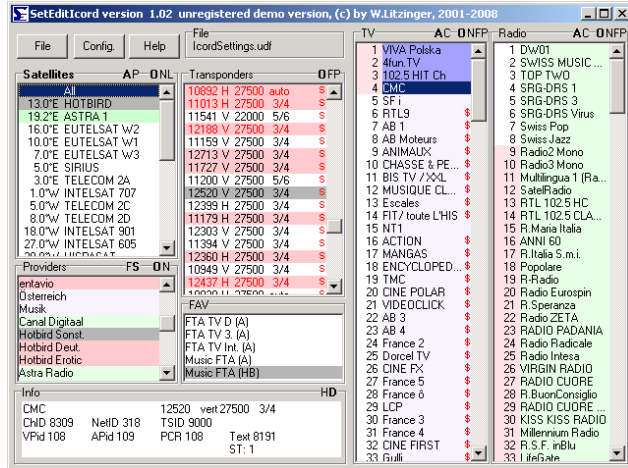 SetEditIcord version 1.02 unregistered demo version, (c) by W.Litzinger, 2001-2008
File Config. Help
File
IcordSettings.udf
Satellites AP ONL
All
13.0°E HOTBIRD
19.2°E ASTRA 1
16.0°E EUTELSAT W2
10.0°E EUTELSAT W1
7.0°E EUTELSAT W3
5.0°E SIRIUS
3.0°E TELECOM 2A
1.0°W INTELSAT 707
5.0°W TELECOM 2C
8.0°W TELECOM 2D
18.0°W INTELSAT 901
27.0°W INTELSAT 605
Transponders OFP
10892 H 27500 auto S
11013 H 27500 3/4 S
11541 V 22000 5/6 S
12188 V 27500 3/4 S
11159 V 27500 3/4 S
12713 V 27500 3/4 S
11727 V 27500 3/4 S
11200 V 27500 5/6 S
12520 V 27500 3/4 S
12399 H 27500 3/4 S
11179 H 27500 3/4 S
12303 V 27500 3/4 S
11394 V 27500 3/4 S
12360 H 27500 3/4 S
10949 V 27500 3/4 S
12437 H 27500 3/4 S
Providers FS ON
entavio
Österreich
Musik
Canal Digitaal
Hotbird Sonst.
Hotbird Deut.
Hotbird Erotic
Astra Radio
FAV
FTA TV D (A)
FTA TV 3. (A)
FTA TV Int. (A)
Music FTA (A)
Music FTA (HB)
Info HD
CMC 12520 vert 27500 3/4
ChID 8309 NetID 318 TSID 9000
VPid 108 APid 109 PCR 108 Text 8191
ST: 1
TV AC ONFP
1 VIVA Polska
2 4fun.TV
3 102.5 HIT Ch
4 CMC
5 SF i
6 RTL9 $
7 AB 1 $
8 AB Moteurs $
9 ANIMAUX $
10 CHASSE & PE... $
11 BIS TV /XXL $
12 MUSIQUE CL... $
13 Escales $
14 FIT/ toute L'HIS $
15 NT1
16 ACTION $
17 MANGAS $
18 ENCYCLOPED... $
19 TMC $
20 CINE POLAR $
21 VIDEOCLICK $
22 AB 3 $
23 AB 4 $
24 France 2 $
25 Dorcel TV $
26 CINE FX $
27 France 5 $
28 France ô $
29 LCP $
30 France 3 $
31 France 4 $
32 CINE FIRST $
33 Gulli $
Radio AC ONFP
1 DW01
2 SWISS MUSIC ...
3 TOP TWO
4 SRG-DRS 1
5 SRG-DRS 3
6 SRG-DRS Virus
7 Swiss Pop
8 Swiss Jazz
9 Radio2 Mono
10 Radio3 Mono
11 Multilingua 1 (Ra...
12 SatelRadio
13 RTL 102.5 HC
14 RTL 102.5 CLA...
15 R.Maria Italia
16 ANNI 60
17 R.Italia S.m.i.
18 Popolare
19 R-Radio
20 Radio Eurospin
21 R.Speranza
22 Radio ZETA
23 RADIO PADANIA
24 Radio Radicale
25 Radio Intesa
26 VIRGIN RADIO
27 RADIO CUORE
28 R.BuonConsiglio
29 RADIO CUORE ...
30 KISS KISS RADIO
31 Millennium Radio
32 R.S.F. inBlu
33 LifeGate